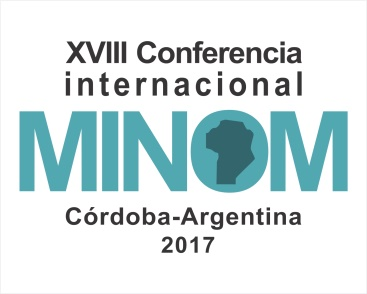 XVIII Conferencia
internacional
MINOM
Córdoba-Argentina
2017